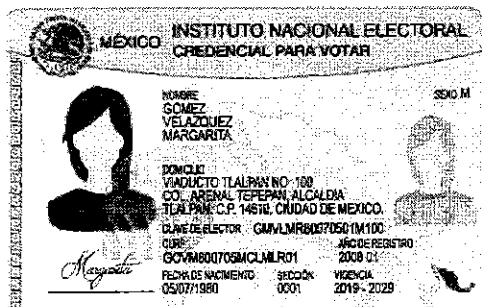 MÉXICO
INSTITUTO NACIONAL ELECTORAL
CREDENCIAL PARA VOTAR
NOMBRE
GOMEZ
VELAZQUEZ
MARGARITA
SEXO M
DOMICILIO
VIADUCTO TLALPAN NO. 100
COL. ARENAL TEPEPAN, ALCALDIA
TLALPAN, C.P. 14610, CIUDAD DE MEXICO.
CLAVE DE ELECTOR GMVLMR80070501M100
CURP
AÑO DE REGISTRO
GOVM800705MCLMLR01
2008 01
FECHA DE NACIMIENTO SECCIÓN VIGENCIA
05/07/1980 0001 2019 - 2029
Margarita